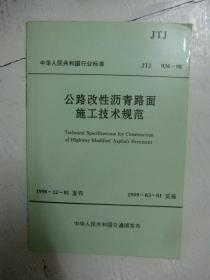 JTJ
中华人民共和国行业标准
JTJ 036-98
公路改性沥青路面
施工技术规范
Technical Specifications for Construction
of Highway Modified Asphalt Pavement
1998-12-01 发布
1999-03-01 实施
中华人民共和国交通部发布